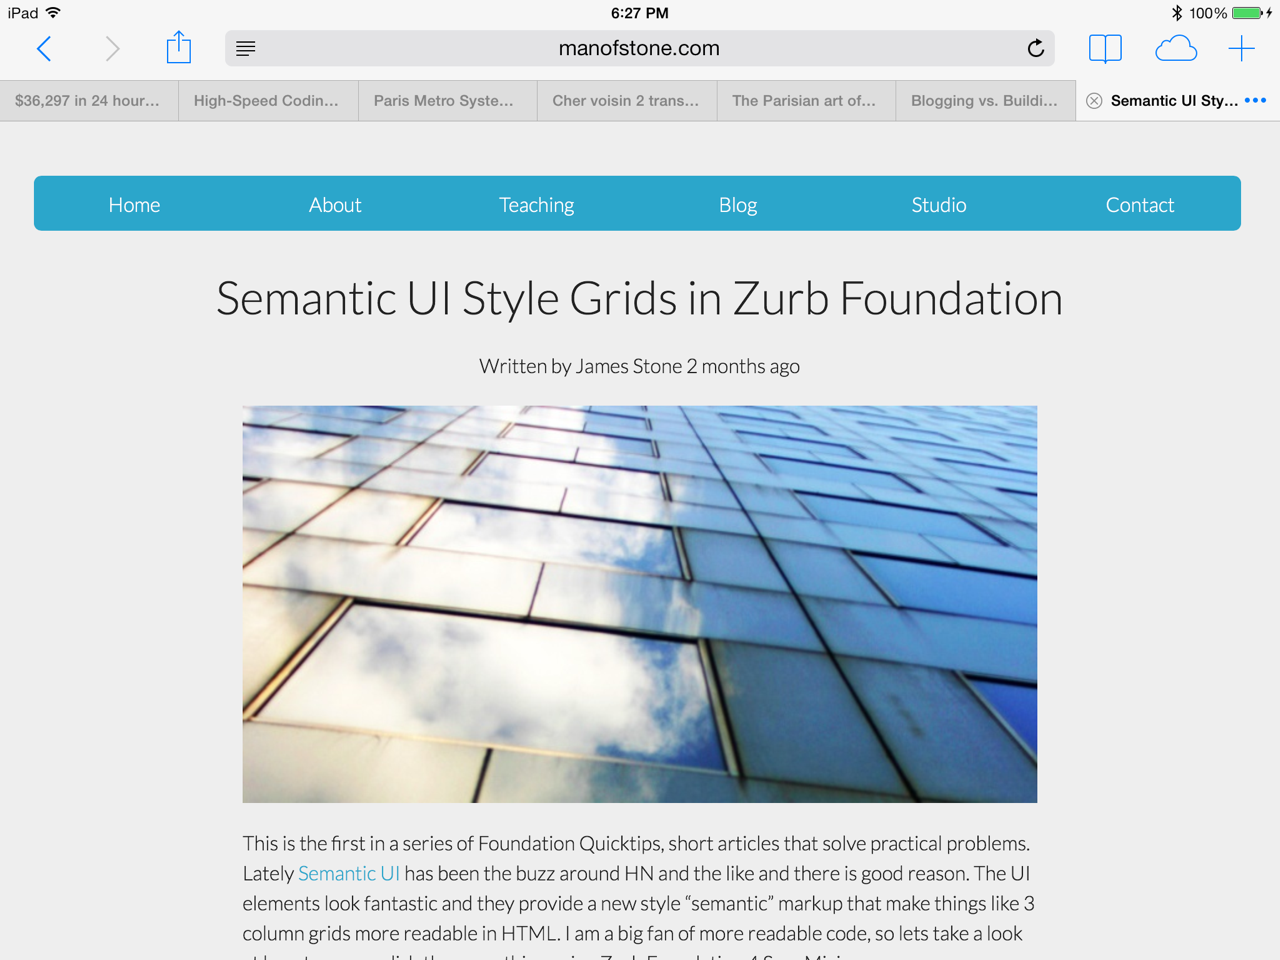 iPad 6:27 PM 100%
manofstone.com
$36,297 in 24 hour... High-Speed Codin... Paris Metro Syste... Cher voisin 2 trans... The Parisian art of... Blogging vs. Buildi... Semantic UI Sty...
Home About Teaching Blog Studio Contact
Semantic UI Style Grids in Zurb Foundation
Written by James Stone 2 months ago
This is the first in a series of Foundation Quicktips, short articles that solve practical problems.
Lately Semantic UI has been the buzz around HN and the like and there is good reason. The UI
elements look fantastic and they provide a new style “semantic” markup that make things like 3
column grids more readable in HTML. I am a big fan of more readable code, so lets take a look